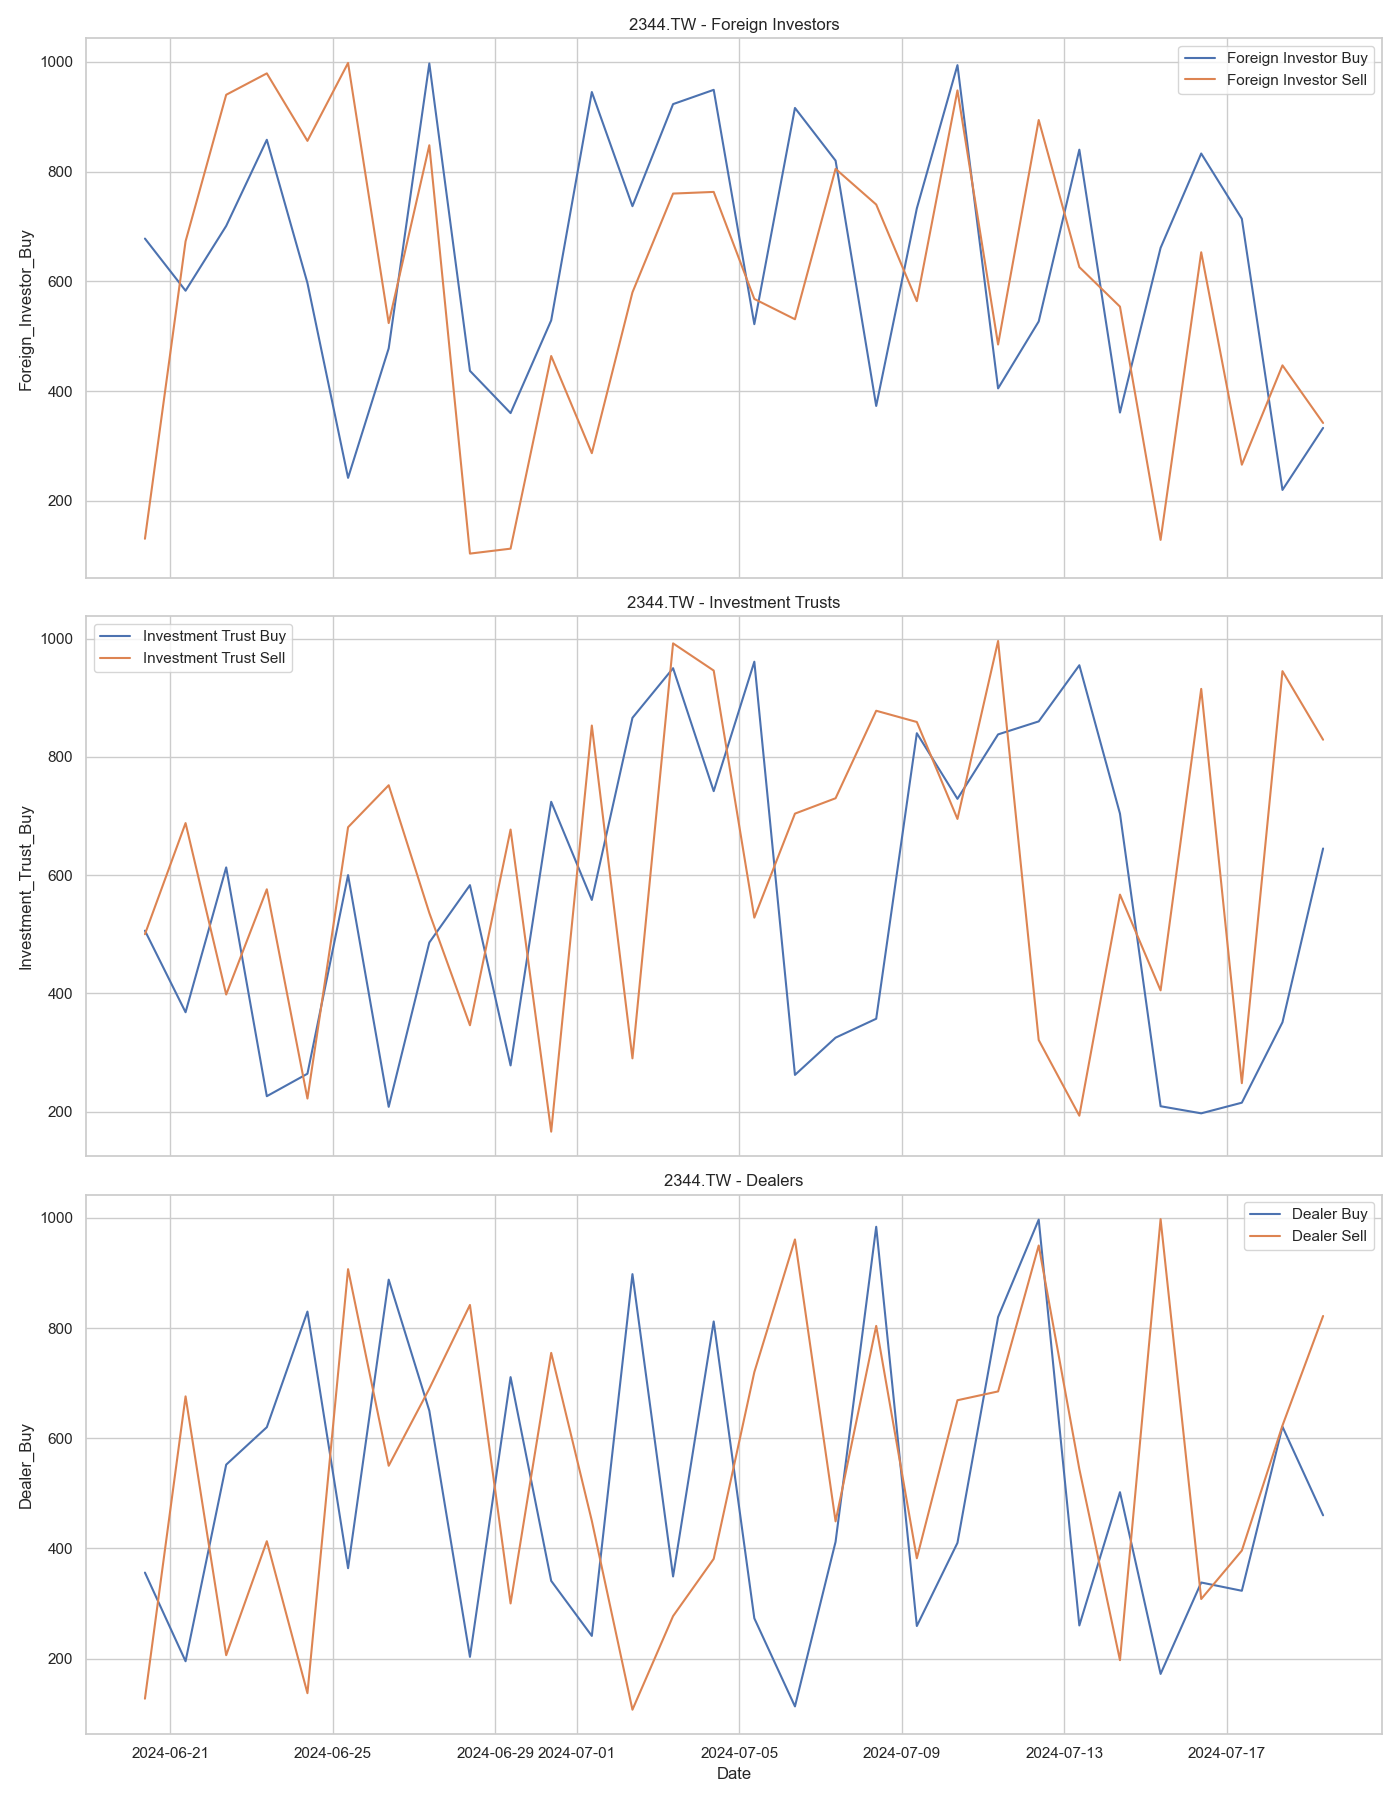 2344.TW - Foreign Investors
Foreign_Investor_Buy
1000
800
600
400
200
Foreign Investor Buy
Foreign Investor Sell
2344.TW - Investment Trusts
Investment_Trust_Buy
1000
800
600
400
200
Investment Trust Buy
Investment Trust Sell
2344.TW - Dealers
Dealer_Buy
1000
800
600
400
200
Dealer Buy
Dealer Sell
2024-06-21 2024-06-25 2024-06-29 2024-07-01 2024-07-05 2024-07-09 2024-07-13 2024-07-17
Date